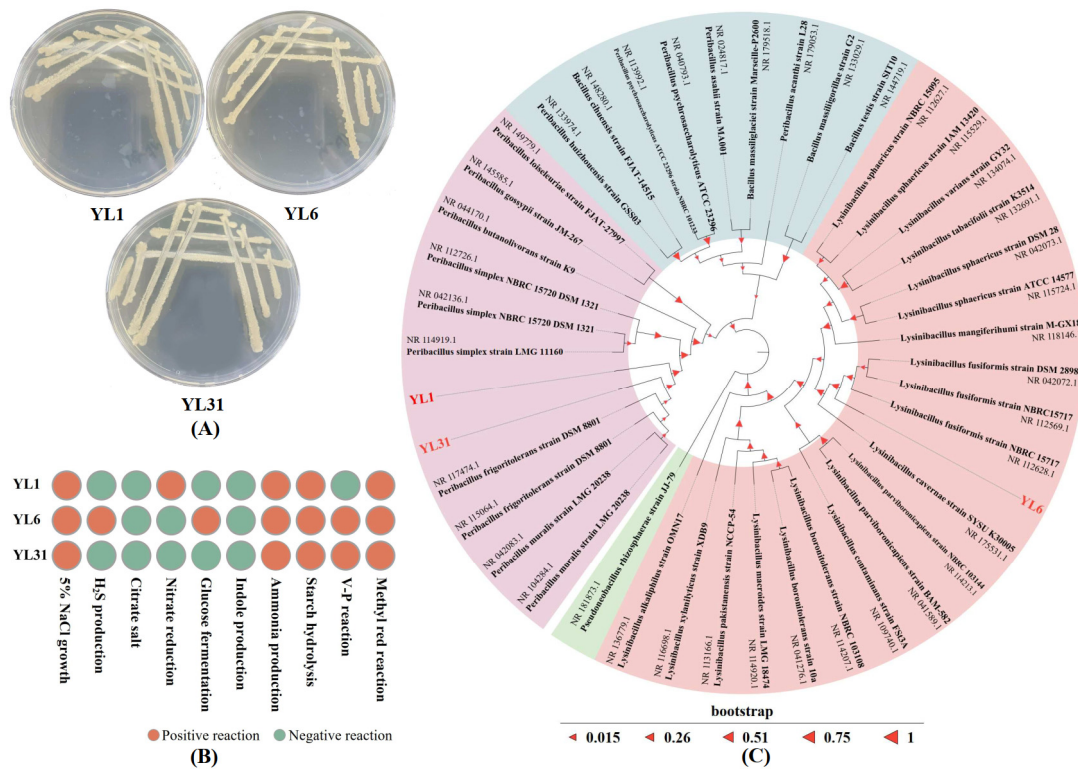 (A)
YL1
YL6
YL31
(B)
YL1
YL6
YL31
5% NaCl growth
H₂S production
Citrate salt
Nitrate reduction
Glucose fermentation
Indole production
Ammonia production
Starch hydrolysis
V-P reaction
Methyl red reaction
Positive reaction
Negative reaction
(C)
NR 149779.1
Peribacillus loiseleuriae strain FJAT-27997
NR 145585.1
Peribacillus gossypii strain JM-267
NR 044170.1
Peribacillus butanolivorans strain K9
NR 112726.1
Peribacillus simplex NBRC 15720 DSM 1321
NR 042136.1
Peribacillus simplex NBRC 15720 DSM 1321
NR 114919.1
Peribacillus simplex strain LMG 11160
YL1
YL31
Peribacillus frigoritolerans strain DSM 8801
NR 117474.1
Peribacillus frigoritolerans strain DSM 8801
NR 115064.1
Peribacillus muralis strain LMG 20238
NR 042083.1
Peribacillus muralis strain LMG 20238
NR 104284.1
NR 181873.1
Pseudoneobacillus rhizosphaerae strain JJ-79
NR 136779.1
Lysinibacillus alkaliphilus strain OMN17
NR 116698.1
Lysinibacillus xylanilyticus strain XDB9
NR 113166.1
Lysinibacillus pakistanensis strain NCCP-54
NR 114920.1
Lysinibacillus macroides strain LMG 18474
NR 041276.1
Lysinibacillus boronitolerans strain 10a
NR 114207.1
Lysinibacillus boronitolerans strain NBRC 103108
NR 109740.1
Lysinibacillus contaminans strain FSt3A
NR 041589.1
Lysinibacillus parviboronicapiens strain BAM-582
NR 114213.1
Lysinibacillus parviboronicapiens strain NBRC 103144
NR 175531.1
Lysinibacillus cavernae strain SYSU K30005
YL6
Lysinibacillus fusiformis strain NBRC 15717
NR 112628.1
Lysinibacillus fusiformis strain NBRC15717
NR 112569.1
Lysinibacillus fusiformis strain DSM 2898
NR 042072.1
Lysinibacillus mangiferihumi strain M-GX18
NR 118146.
Lysinibacillus sphaericus strain ATCC 14577
NR 115724.1
Lysinibacillus sphaericus strain DSM 28
NR 042073.1
Lysinibacillus tabacifolii strain K3514
NR 132691.1
Lysinibacillus varians strain GY32
NR 134074.1
Lysinibacillus sphaericus strain IAM 13420
NR 115529.1
Lysinibacillus sphaericus strain NBRC 15095
NR 112627.1
Bacillus testis strain SIT10
NR 144719.1
Bacillus massiliigorillae strain G2
NR 133029.1
Peribacillus acanthi strain L28
NR 179053.1
Bacillus massiliglaciei strain Marseille-P2600
NR 179518.1
Peribacillus asahii strain MA001
NR 024817.1
Peribacillus psychrosaccharolyticus ATCC 23296
NR 040793.1
Peribacillus psychrosaccharolyticus ATCC 23296 strain NBRC 101233
NR 113992.1
Bacillus cihuensis strain FJAT-14515
NR 148280.1
Peribacillus huizhouensis strain GSS03
NR 133974.1
bootstrap
0.015
0.26
0.51
0.75
1